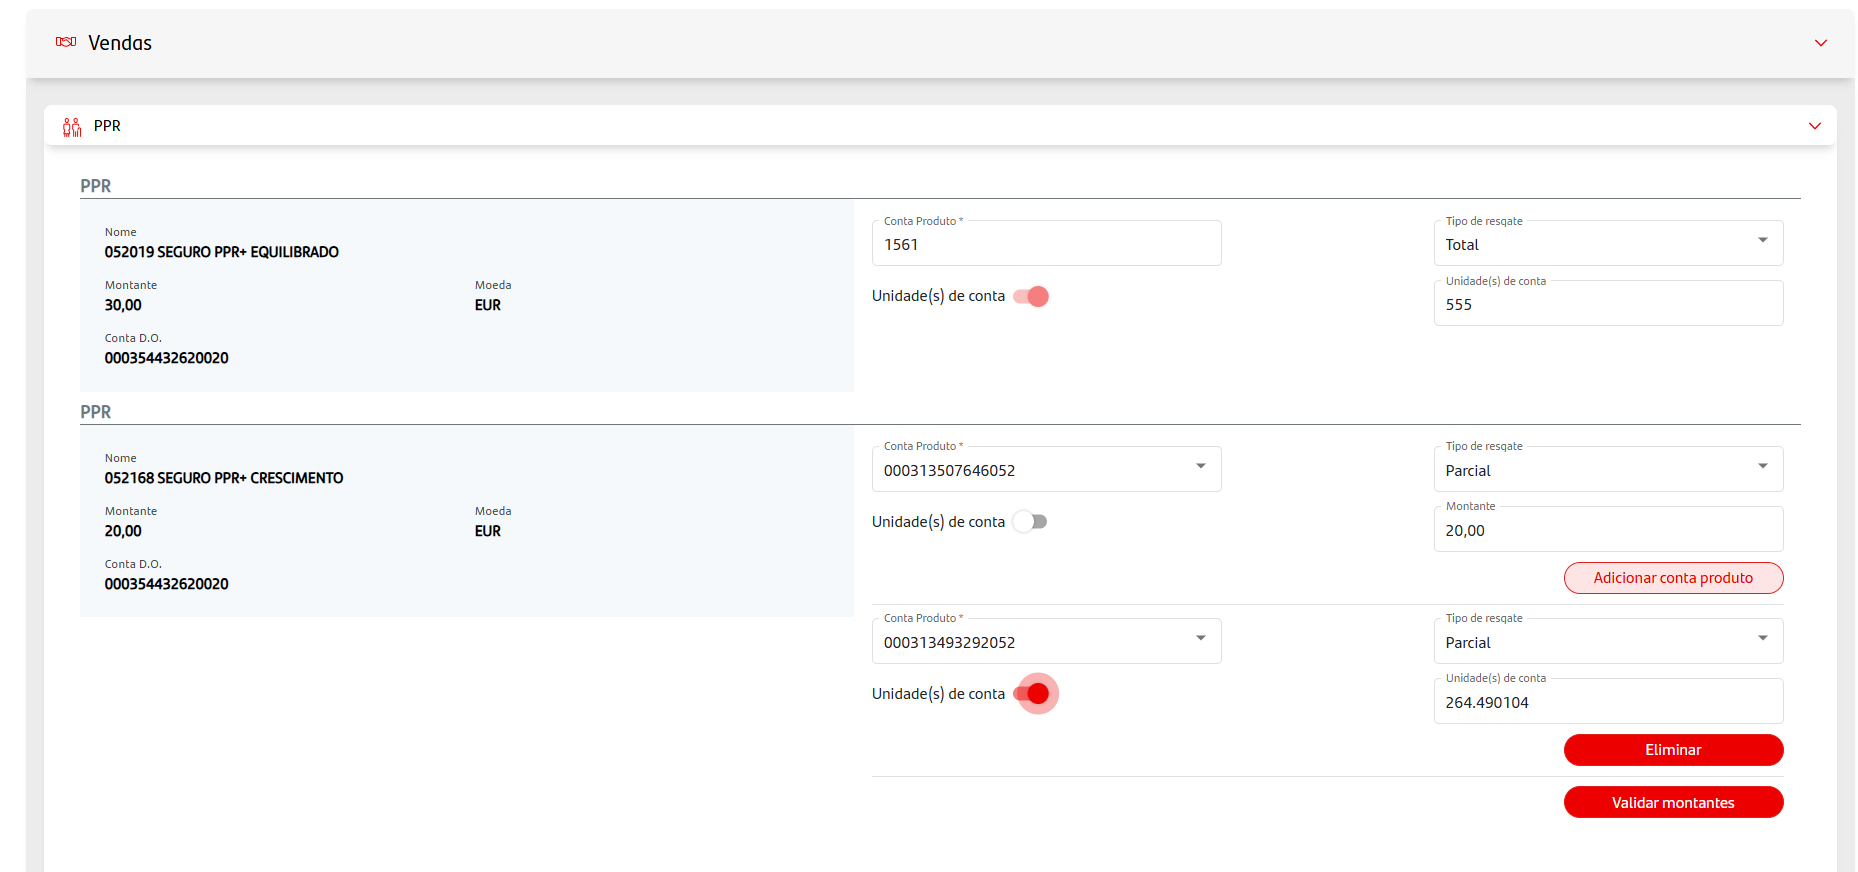 Vendas
PPR
PPR
Nome
052019 SEGURO PPR+ EQUILIBRADO
Montante
30,00
Moeda
EUR
Conta D.O.
000354432620020
Conta Produto *
1561
Tipo de resgate
Total
Unidade(s) de conta
Unidade(s) de conta
555
PPR
Nome
052168 SEGURO PPR+ CRESCIMENTO
Montante
20,00
Moeda
EUR
Conta D.O.
000354432620020
Conta Produto *
000313507646052
Tipo de resgate
Parcial
Unidade(s) de conta
Montante
20,00
Adicionar conta produto
Conta Produto *
000313493292052
Tipo de resgate
Parcial
Unidade(s) de conta
Unidade(s) de conta
264.490104
Eliminar
Validar montantes